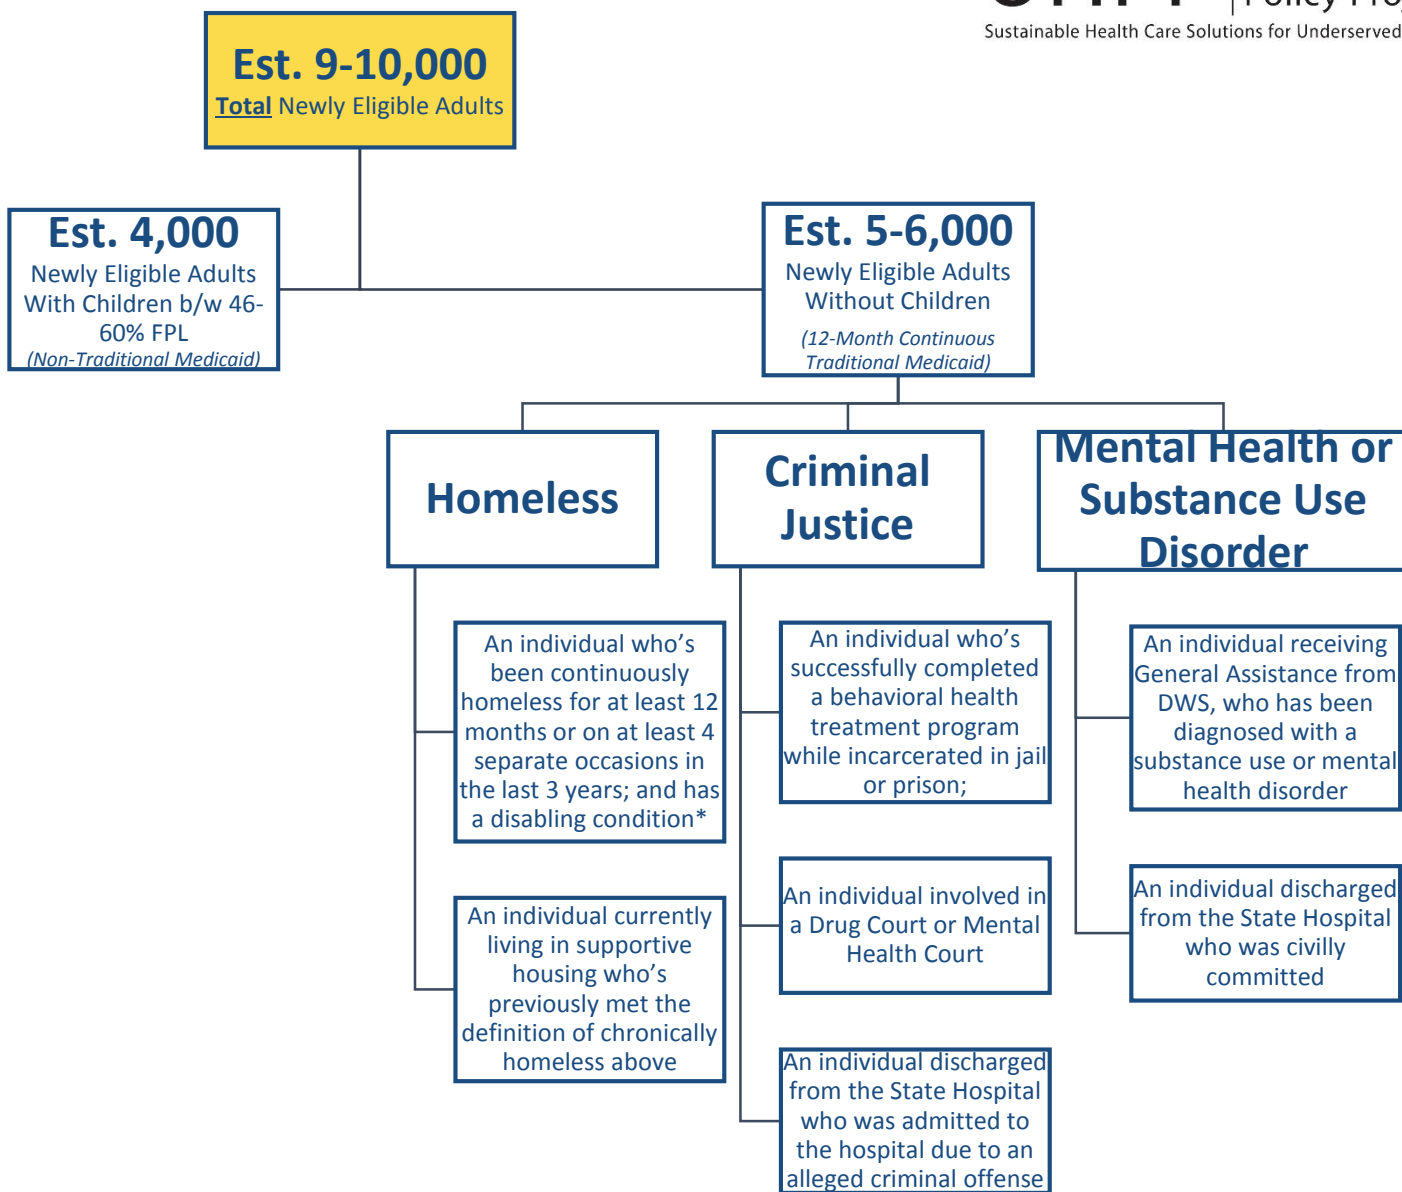 Sustainable Health Care Solutions for Underserved
Est. 9-10,000
Total Newly Eligible Adults
Est. 4,000
Newly Eligible Adults
With Children b/w 46-
60% FPL
(Non-Traditional Medicaid)
Est. 5-6,000
Newly Eligible Adults
Without Children
(12-Month Continuous
Traditional Medicaid)
Homeless
Criminal
Justice
Mental Health or
Substance Use
Disorder
An individual who's
been continuously
homeless for at least 12
months or on at least 4
separate occasions in
the last 3 years; and has
a disabling condition*
An individual currently
living in supportive
housing who's
previously met the
definition of chronically
homeless above
An individual who's
successfully completed
a behavioral health
treatment program
while incarcerated in jail
or prison;
An individual involved in
a Drug Court or Mental
Health Court
An individual discharged
from the State Hospital
who was admitted to
the hospital due to an
alleged criminal offense
An individual receiving
General Assistance from
DWS, who has been
diagnosed with a
substance use or mental
health disorder
An individual discharged
from the State Hospital
who was civilly
committed